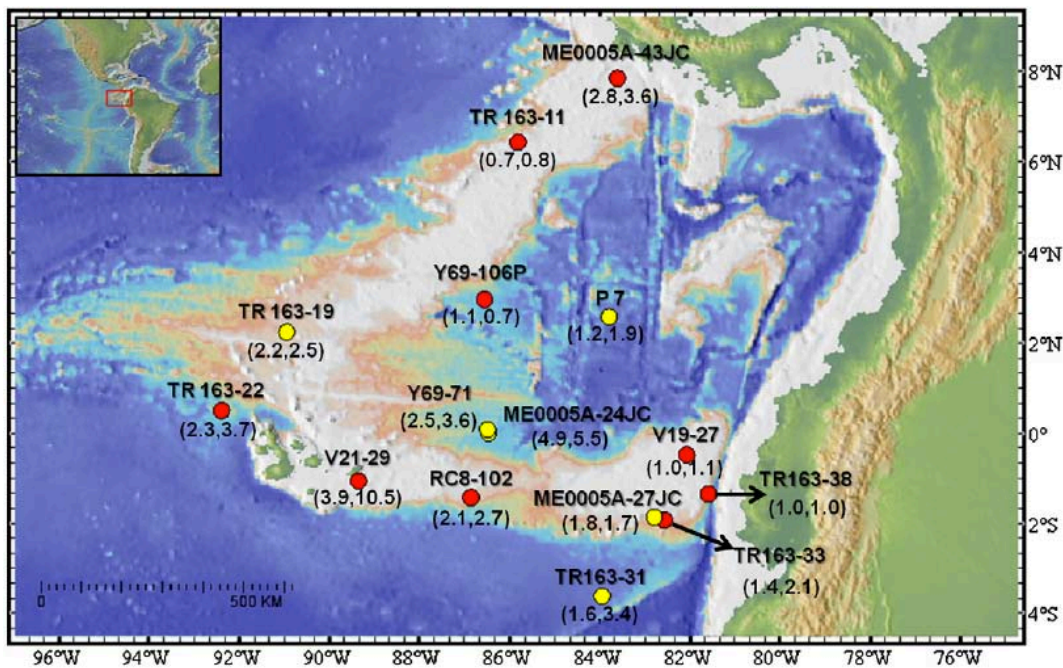 ME0005A-43JC
(2.8,3.6)
TR 163-11
(0.7,0.8)
Y69-106P
(1.1,0.7)
P 7
(1.2,1.9)
TR 163-19
(2.2,2.5)
TR 163-22
(2.3,3.7)
Y69-71
(2.5,3.6)
ME0005A-24JC
(4.9,5.5)
V19-27
(1.0,1.1)
V21-29
(3.9,10.5)
RC8-102
(2.1,2.7)
ME0005A-27JC
(1.8,1.7)
TR163-38
(1.0,1.0)
TR163-33
(1.4,2.1)
TR163-31
(1.6,3.4)
0 500 KM
8°N
6°N
4°N
2°N
0°
2°S
4°S
96°W 94°W 92°W 90°W 88°W 86°W 84°W 82°W 80°W 78°W 76°W